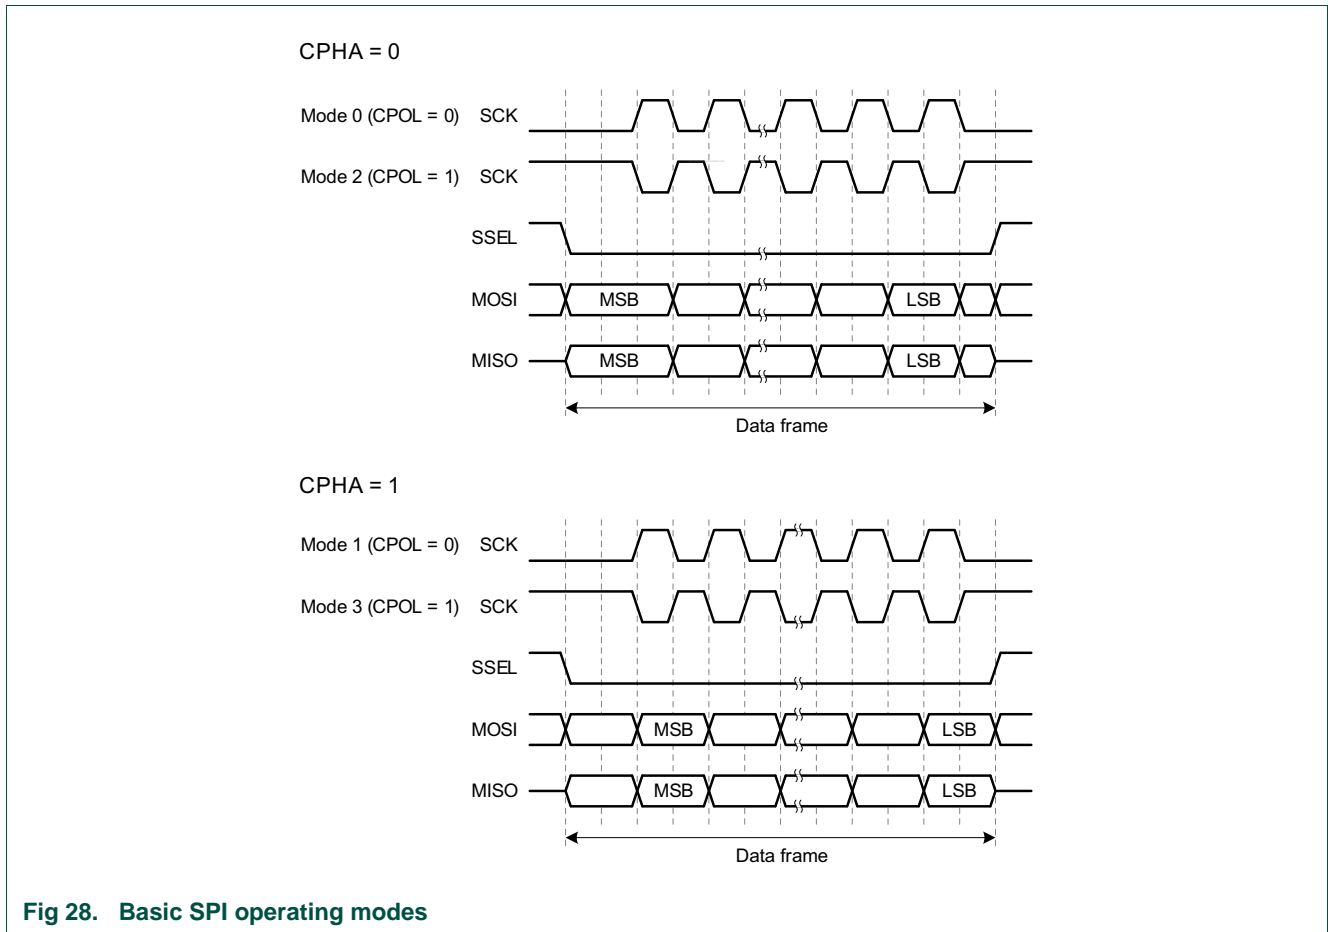 CPHA = 0
Mode 0 (CPOL = 0) SCK
Mode 2 (CPOL = 1) SCK
SSEL
MOSI MSB LSB
MISO MSB LSB
Data frame
CPHA = 1
Mode 1 (CPOL = 0) SCK
Mode 3 (CPOL = 1) SCK
SSEL
MOSI MSB LSB
MISO MSB LSB
Data frame
Fig 28. Basic SPI operating modes